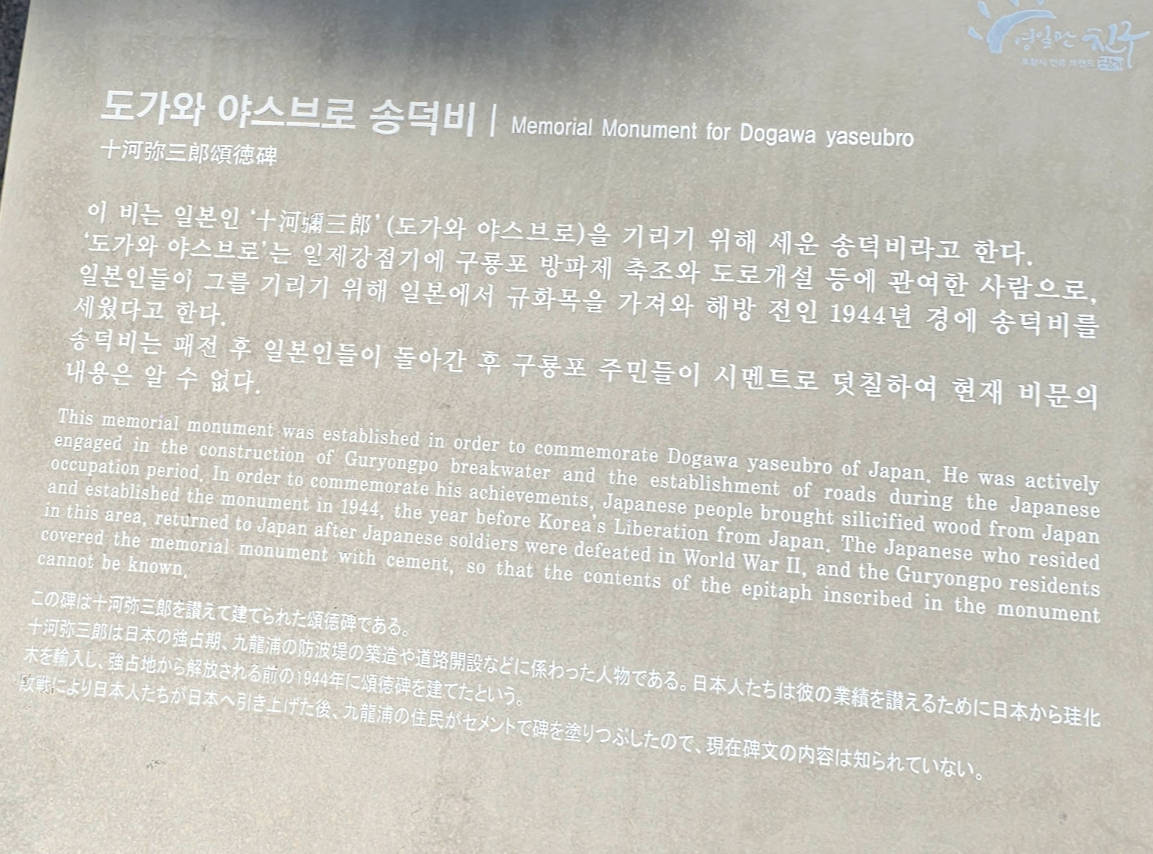 영일만 친구
도가와 야스브로 송덕비 | Memorial Monument for Dogawa yaseubro
十河弥三郎頌徳碑
이 비는 일본인 ‘十河彌三郎’(도가와 야스브로)을 기리기 위해 세운 송덕비라고 한다.
‘도가와 야스브로’는 일제강점기에 구룡포 방파제 축조와 도로개설 등에 관여한 사람으로,
일본인들이 그를 기리기 위해 일본에서 규화목을 가져와 해방 전인 1944년 경에 송덕비를
세웠다고 한다.
송덕비는 패전 후 일본인들이 돌아간 후 구룡포 주민들이 시멘트로 덧칠하여 현재 비문의
내용은 알 수 없다.
This memorial monument was established in order to commemorate Dogawa yaseubro of Japan. He was actively
engaged in the construction of Guryongpo breakwater and the establishment of roads during the Japanese
occupation period. In order to commemorate his achievements, Japanese people brought silicified wood from Japan
and established the monument in 1944, the year before Korea's Liberation from Japan. The Japanese who resided
in this area, returned to Japan after Japanese soldiers were defeated in World War II, and the Guryongpo residents
covered the memorial monument with cement, so that the contents of the epitaph inscribed in the monument
cannot be known.
この碑は十河弥三郎を讃えて建てられた頌徳碑である。
十河弥三郎は日本の強占期、九龍浦の防波堤の築造や道路開設などに係わった人物である。日本人たちは彼の業績を讃えるために日本から珪化
木を輸入し、強占地から解放される前の1944年に頌徳碑を建てたという。
敗戦により日本人たちが日本へ引き上げた後、九龍浦の住民がセメントで碑を塗りつぶしたので、現在碑文の内容は知られていない。